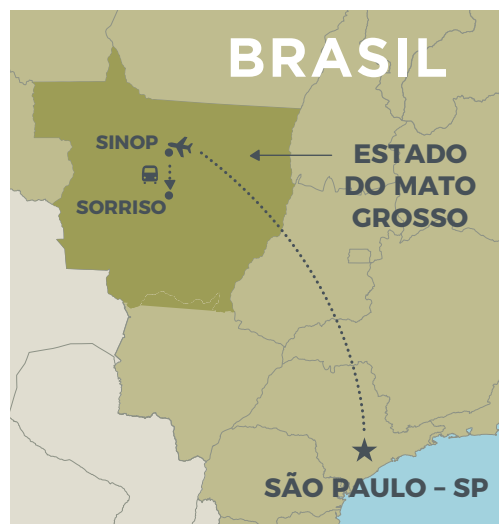 BRASIL
SINOP
SORRISO
ESTADO
DO MATO
GROSSO
SÃO PAULO – SP